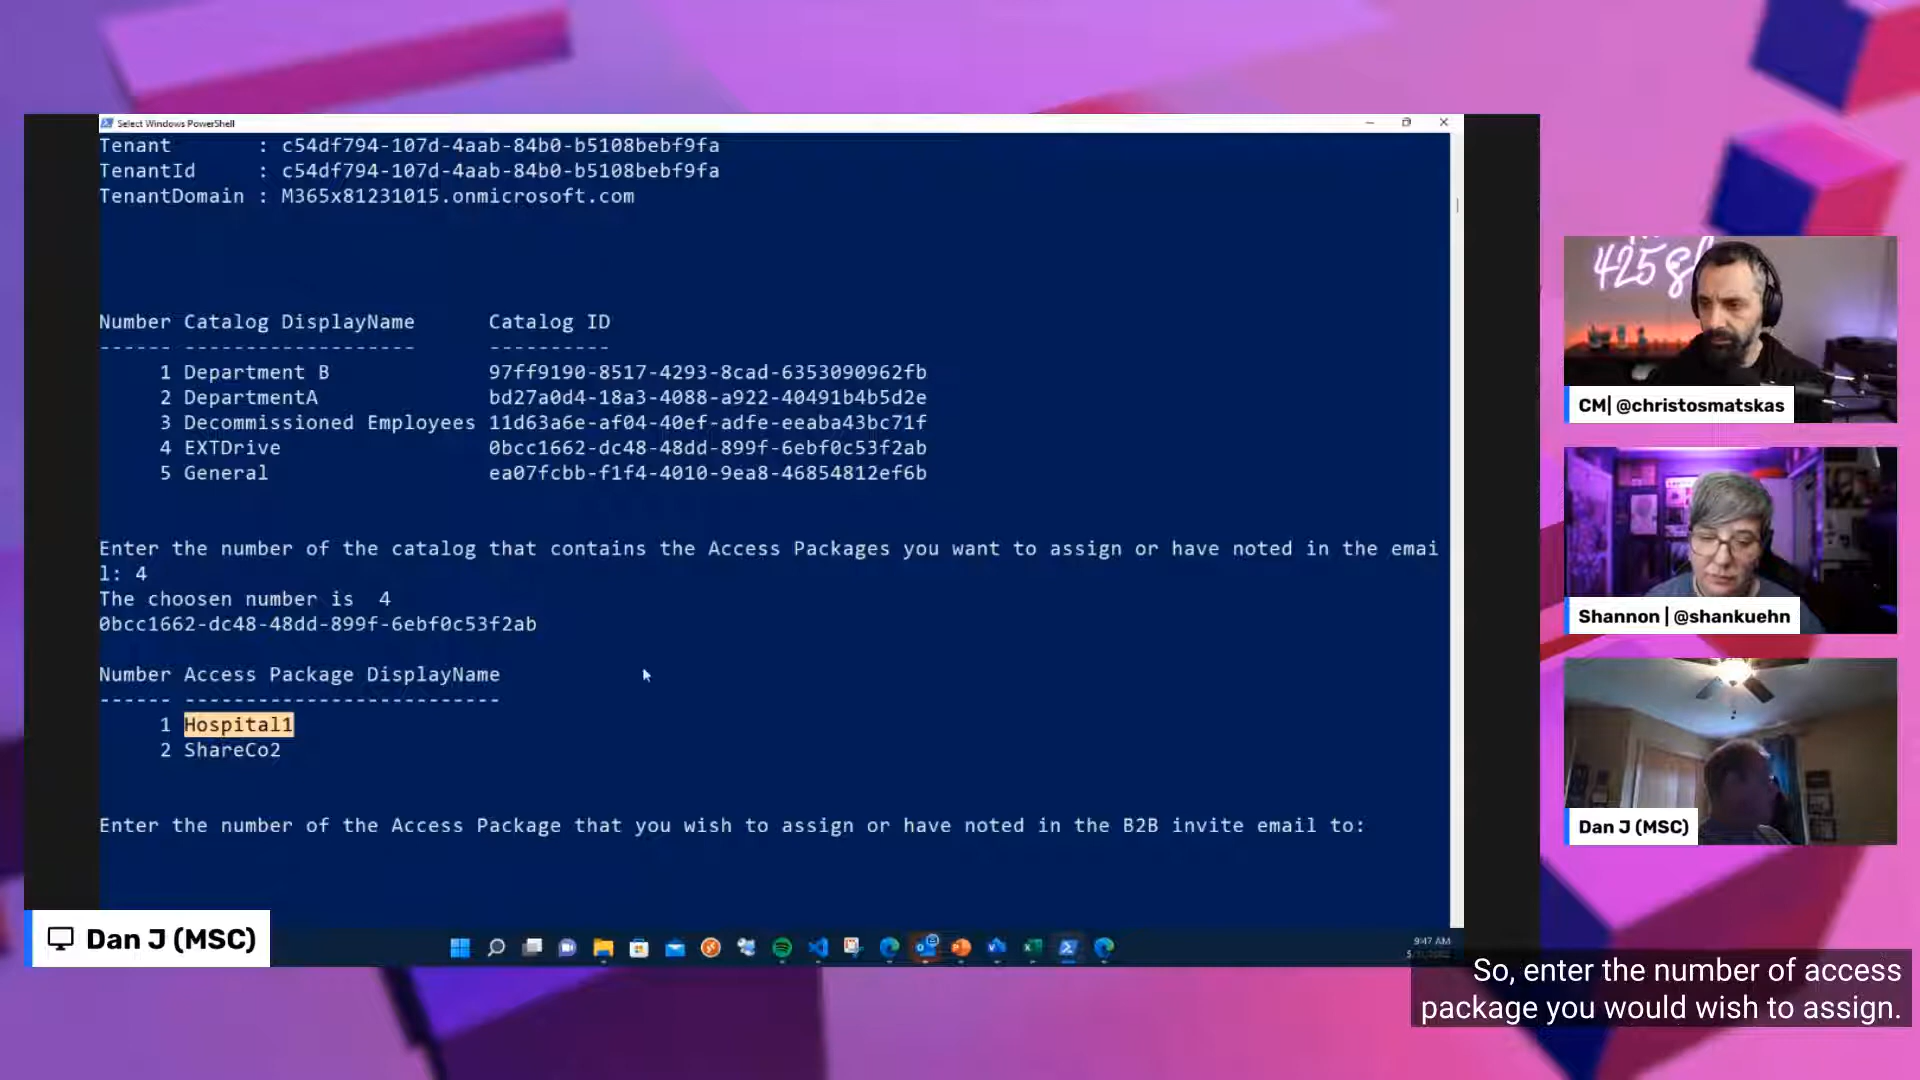 Select Windows PowerShell
Tenant : c54df794-107d-4aab-84b0-b5108bebf9fa
TenantId : c54df794-107d-4aab-84b0-b5108bebf9fa
TenantDomain : M365x81231015.onmicrosoft.com
Number Catalog DisplayName Catalog ID
------ ------------------- ----------
1 Department B 97ff9190-8517-4293-8cad-6353090962fb
2 DepartmentA bd27a0d4-18a3-4088-a922-40491b4b5d2e
3 Decommissioned Employees 11d63a6e-af04-40ef-adfe-eeaba43bc71f
4 EXTDrive 0bcc1662-dc48-48dd-899f-6ebf0c53f2ab
5 General ea07fcbb-f1f4-4010-9ea8-46854812ef6b
Enter the number of the catalog that contains the Access Packages you want to assign or have noted in the emai
l: 4
The choosen number is 4
0bcc1662-dc48-48dd-899f-6ebf0c53f2ab
Number Access Package DisplayName
------ --------------------------
1 Hospital1
2 ShareCo2
Enter the number of the Access Package that you wish to assign or have noted in the B2B invite email to:
9:47 AM
425
CM| @christosmatskas
Shannon | @shankuehn
Dan J (MSC)
Dan J (MSC)
So, enter the number of access
package you would wish to assign.